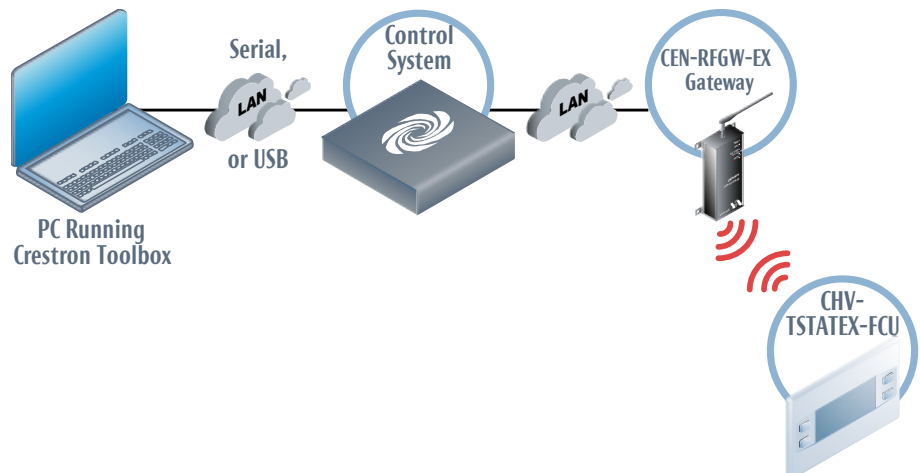 Serial,
LAN
or USB
PC Running
Crestron Toolbox
Control
System
LAN
CEN-RFGW-EX
Gateway
CHV-
TSTATEX-FCU